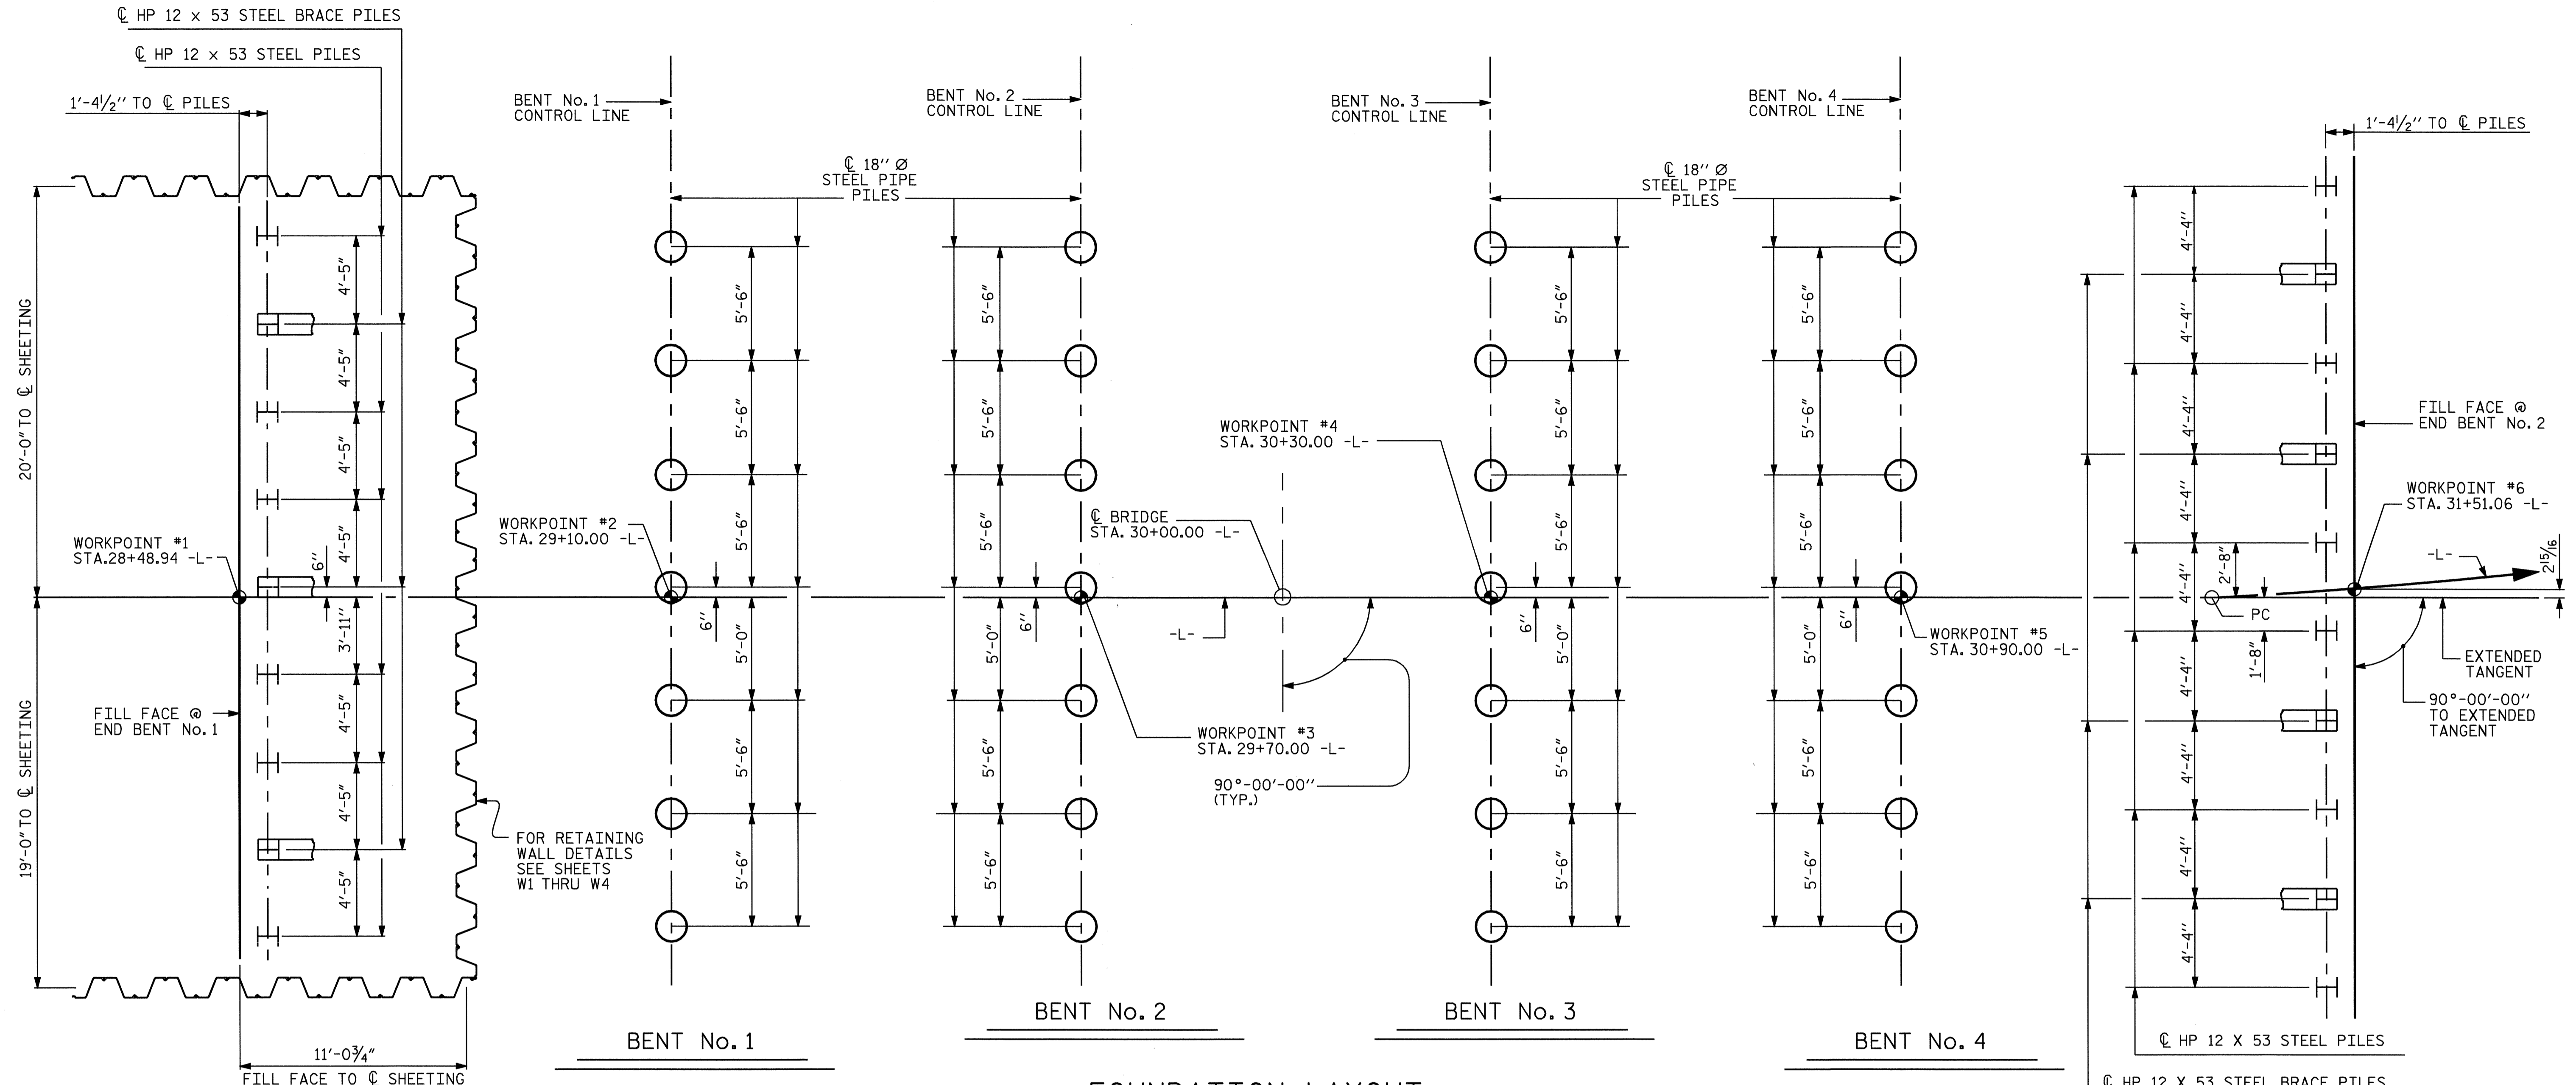 ℄ HP 12 x 53 STEEL BRACE PILES
℄ HP 12 x 53 STEEL PILES
1'-4½" TO ℄ PILES
20'-0" TO ℄ SHEETING
19'-0" TO ℄ SHEETING
4'-5"
4'-5"
4'-5"
4'-5"
6"
3'-11"
4'-5"
4'-5"
4'-5"
WORKPOINT #1
STA.28+48.94 -L-
FILL FACE @
END BENT No.1
11'-0¾"
FILL FACE TO ℄ SHEETING
FOR RETAINING
WALL DETAILS
SEE SHEETS
W1 THRU W4
BENT No.1
CONTROL LINE
WORKPOINT #2
STA. 29+10.00 -L-
5'-6"
5'-6"
5'-6"
6"
5'-0"
5'-6"
5'-6"
BENT No.1
℄ 18" Ø
STEEL PIPE
PILES
BENT No.2
CONTROL LINE
5'-6"
5'-6"
5'-6"
6"
5'-0"
5'-6"
5'-6"
WORKPOINT #3
STA. 29+70.00 -L-
BENT No.2
℄ BRIDGE
STA. 30+00.00 -L-
-L-
90°-00'-00"
(TYP.)
BENT No.3
CONTROL LINE
WORKPOINT #4
STA. 30+30.00 -L-
5'-6"
5'-6"
5'-6"
6"
5'-0"
5'-6"
5'-6"
BENT No.3
℄ 18" Ø
STEEL PIPE
PILES
BENT No.4
CONTROL LINE
5'-6"
5'-6"
5'-6"
6"
5'-0"
5'-6"
5'-6"
WORKPOINT #5
STA. 30+90.00 -L-
BENT No.4
1'-4½" TO ℄ PILES
4'-4"
4'-4"
4'-4"
4'-4"
4'-4"
4'-4"
4'-4"
4'-4"
4'-4"
2'-8"
1'-8"
PC
FILL FACE @
END BENT No.2
WORKPOINT #6
STA. 31+51.06 -L-
-L-
2 15/16
EXTENDED
TANGENT
90°-00'-00"
TO EXTENDED
TANGENT
℄ HP 12 X 53 STEEL PILES
℄ HP 12 X 53 STEEL BRACE PILES
FOUNDATION LAYOUT